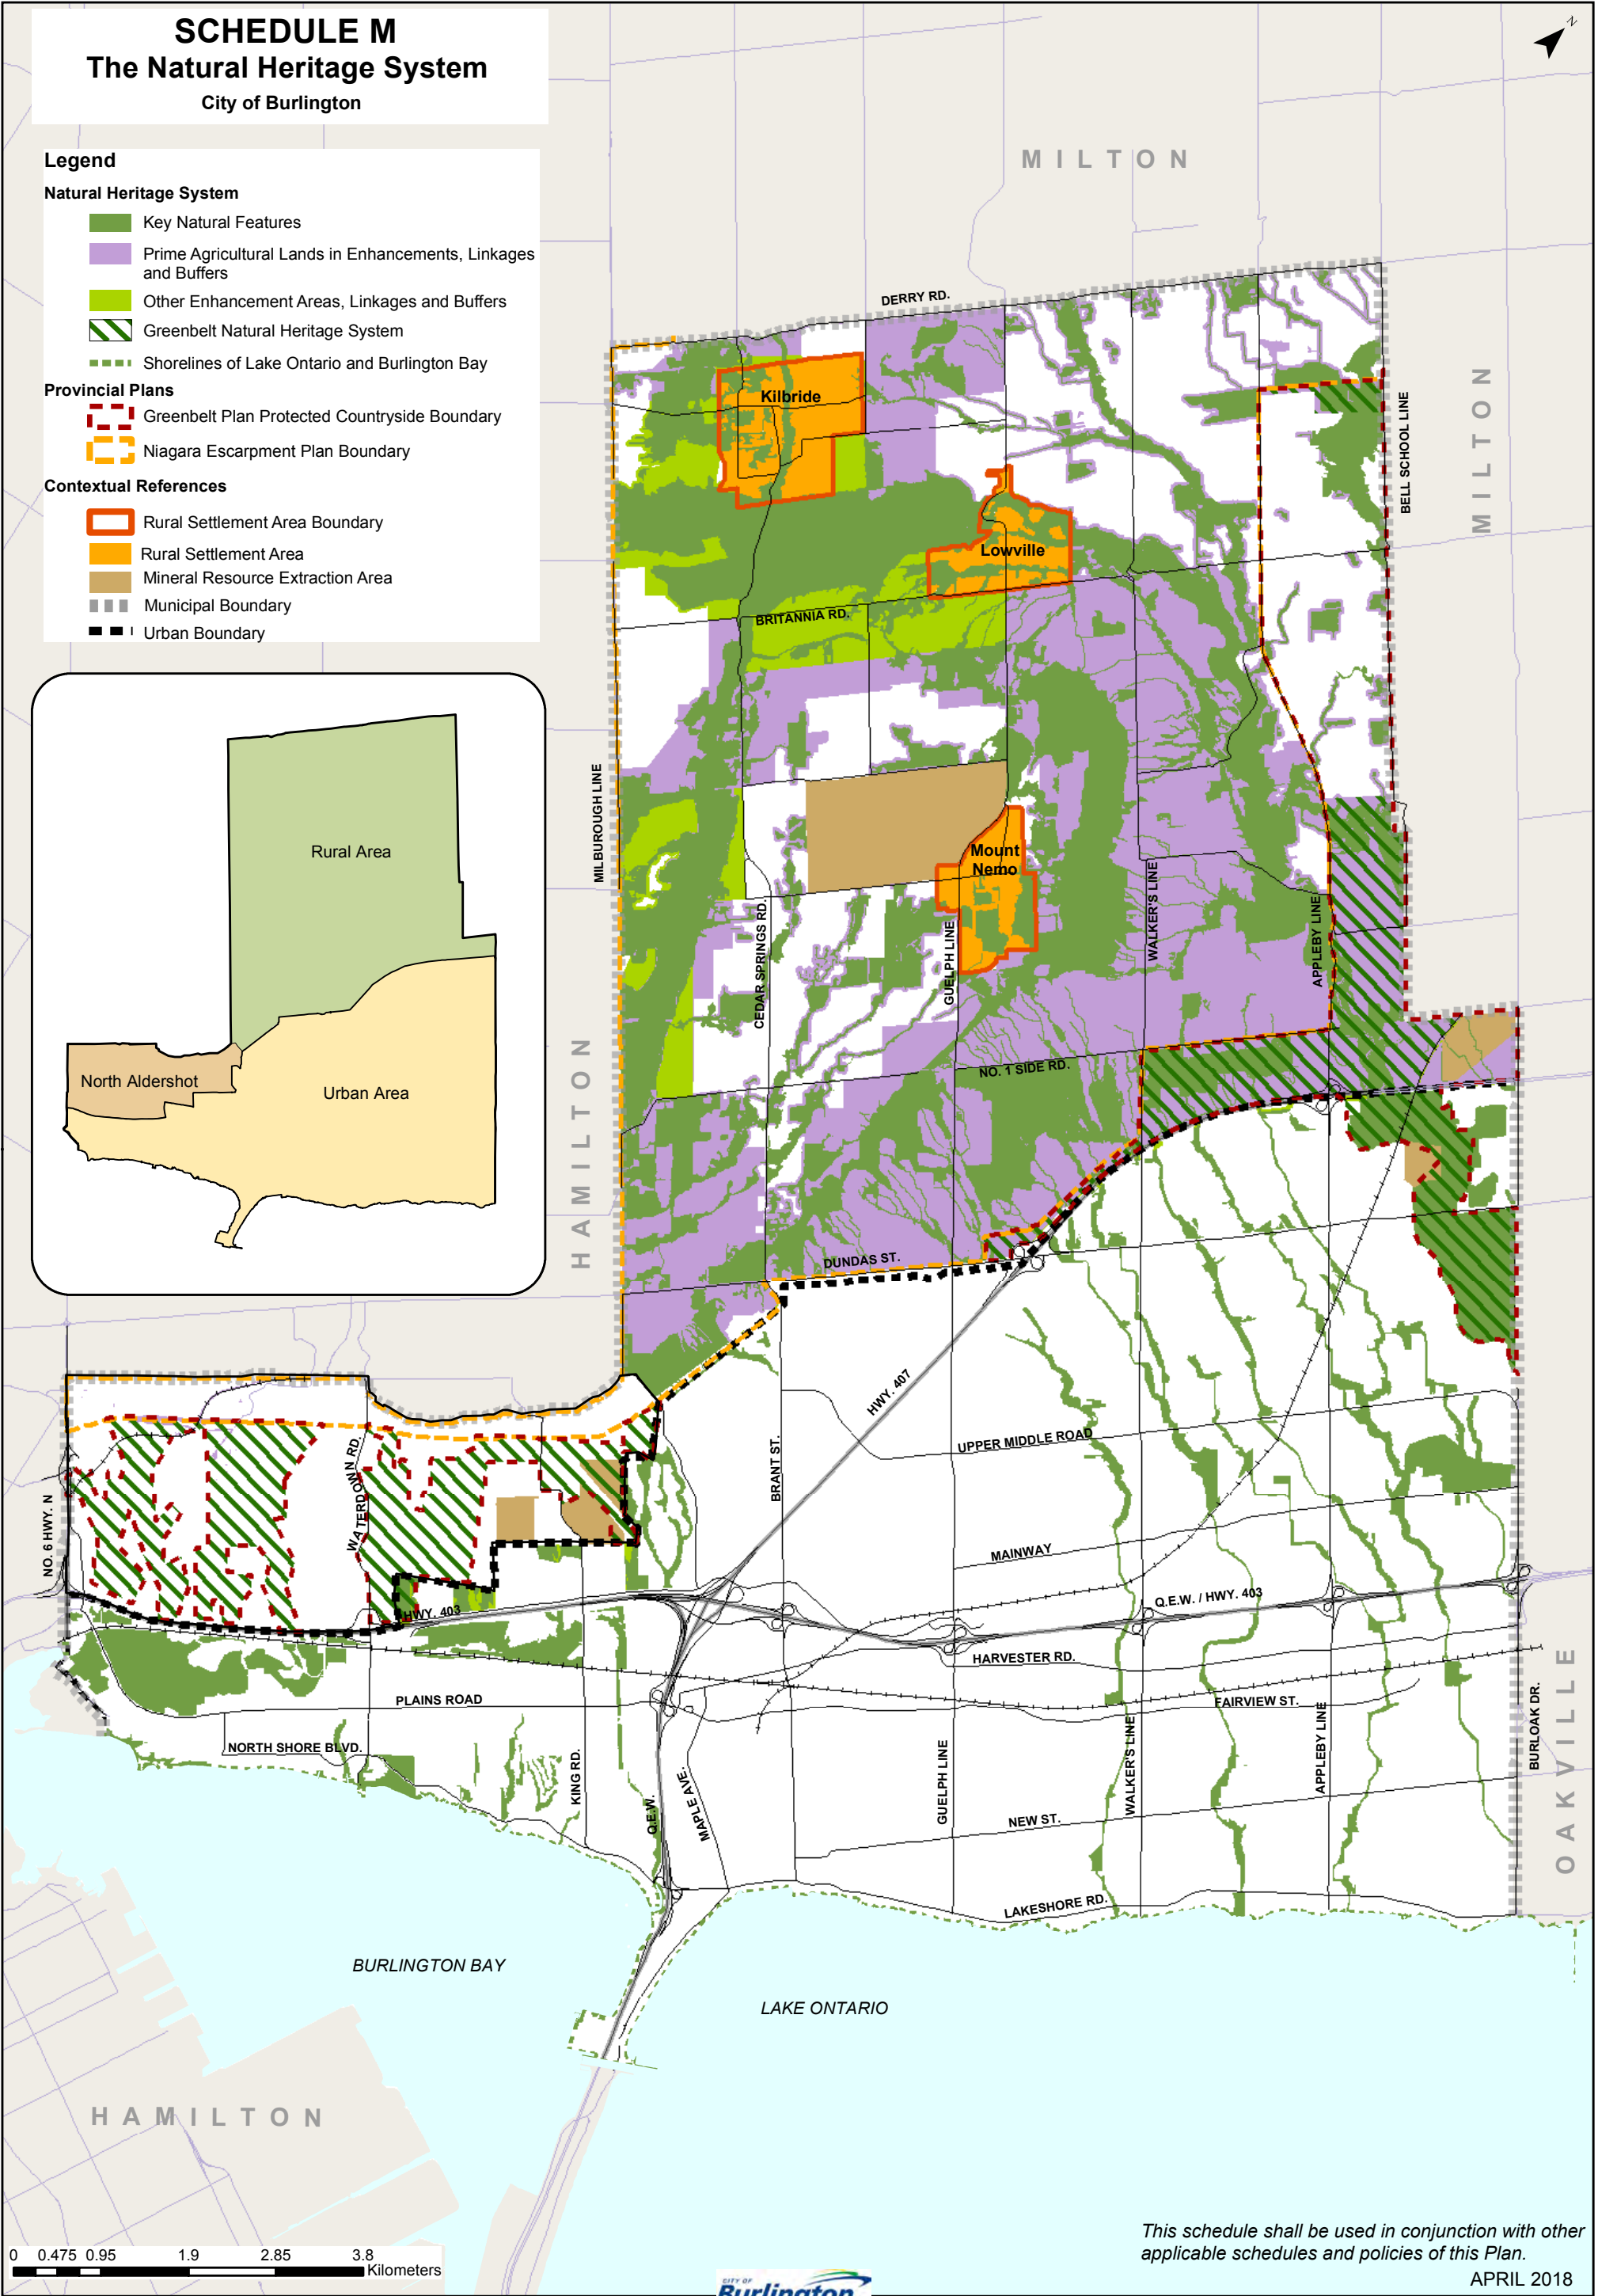 SCHEDULE M
The Natural Heritage System
City of Burlington
N
Legend
Natural Heritage System
Key Natural Features
Prime Agricultural Lands in Enhancements, Linkages
and Buffers
Other Enhancement Areas, Linkages and Buffers
Greenbelt Natural Heritage System
Shorelines of Lake Ontario and Burlington Bay
Provincial Plans
Greenbelt Plan Protected Countryside Boundary
Niagara Escarpment Plan Boundary
Contextual References
Rural Settlement Area Boundary
Rural Settlement Area
Mineral Resource Extraction Area
Municipal Boundary
Urban Boundary
Rural Area
North Aldershot
Urban Area
MILTON
DERRY RD.
Kilbride
MILTON
BELL SCHOOL LINE
Lowville
BRITANNIA RD.
MILBUROUGH LINE
Mount
Nemo
CEDAR SPRINGS RD.
GUELPH LINE
WALKER'S LINE
APPLEBY LINE
HAMILTON
NO. 1 SIDE RD.
DUNDAS ST.
HWY. 407
UPPER MIDDLE ROAD
BRANT ST.
WATERDOWN RD.
NO. 6 HWY. N
MAINWAY
Q.E.W. / HWY. 403
HWY. 403
HARVESTER RD.
PLAINS ROAD
FAIRVIEW ST.
NORTH SHORE BLVD.
KING RD.
Q.E.W.
MAPLE AVE.
GUELPH LINE
WALKER'S LINE
APPLEBY LINE
BURLOAK DR.
OAKVILLE
NEW ST.
LAKESHORE RD.
BURLINGTON BAY
LAKE ONTARIO
HAMILTON
This schedule shall be used in conjunction with other
applicable schedules and policies of this Plan.
APRIL 2018
0 0.475 0.95 1.9 2.85 3.8
Kilometers
CITY OF
Burlington